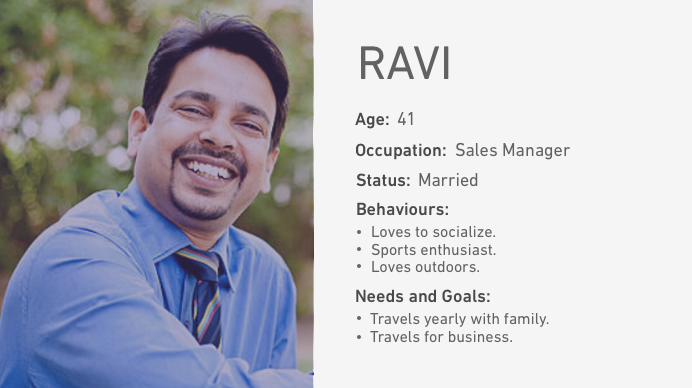 RAVI
Age: 41
Occupation: Sales Manager
Status: Married
Behaviours:
• Loves to socialize.
• Sports enthusiast.
• Loves outdoors.
Needs and Goals:
• Travels yearly with family.
• Travels for business.